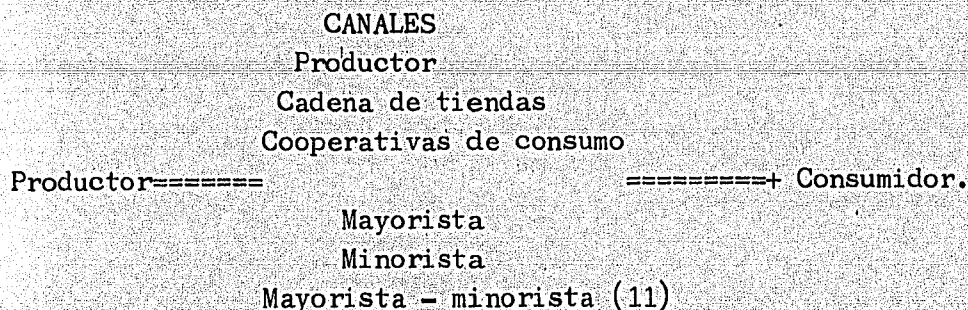 CANALES
Productor
Cadena de tiendas
Cooperativas de consumo
Productor======= =========+ Consumidor.
Mayorista
Minorista
Mayorista - minorista (11)